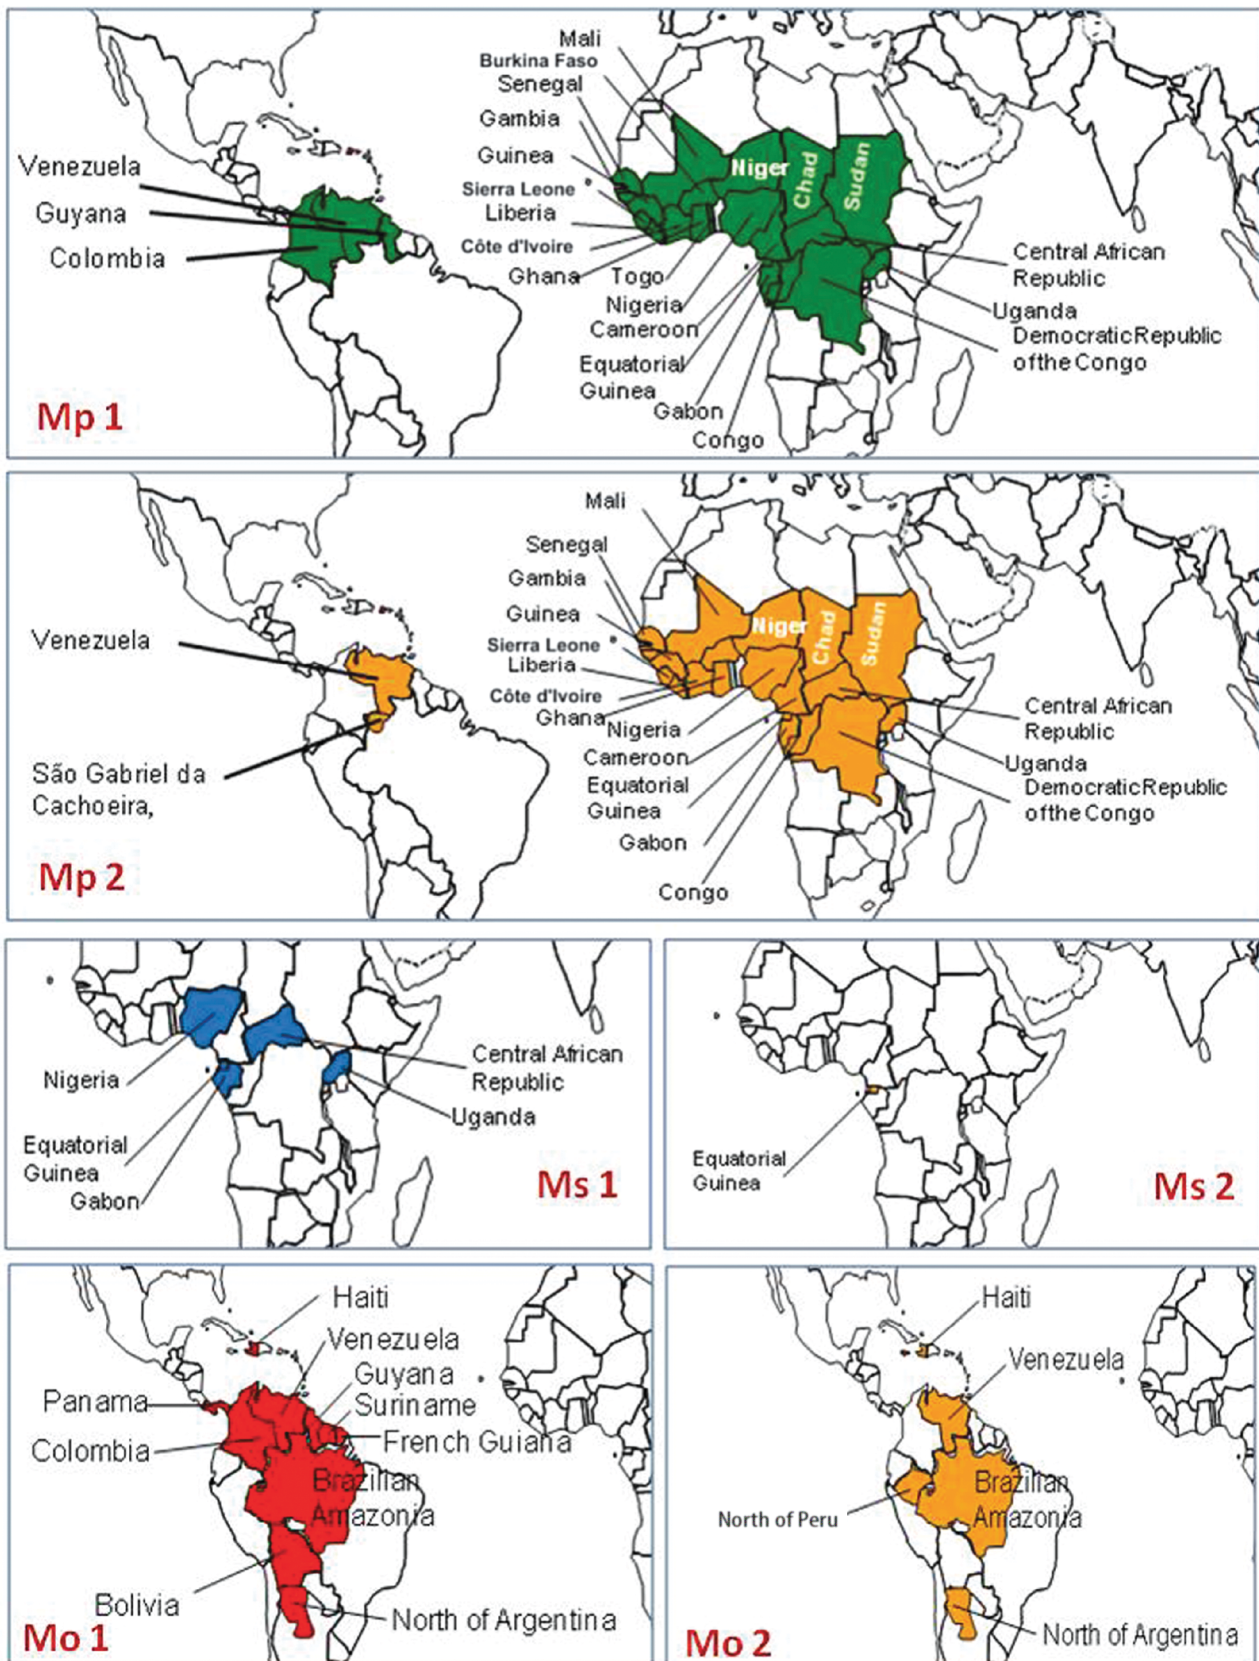 Mali
Burkina Faso
Senegal
Gambia
Guinea
Sierra Leone
Liberia
Côte d'Ivoire
Ghana
Togo
Nigeria
Cameroon
Equatorial
Guinea
Gabon
Congo
Niger
Chad
Sudan
Central African
Republic
Uganda
Democratic Republic
of the Congo
Venezuela
Guyana
Colombia
Mp 1
Mali
Senegal
Gambia
Guinea
Sierra Leone
Liberia
Côte d'Ivoire
Ghana
Nigeria
Cameroon
Equatorial
Guinea
Gabon
Congo
Niger
Chad
Sudan
Central African
Republic
Uganda
Democratic Republic
of the Congo
Venezuela
São Gabriel da
Cachoeira,
Mp 2
Nigeria
Equatorial
Guinea
Gabon
Central African
Republic
Uganda
Ms 1
Equatorial
Guinea
Ms 2
Haiti
Venezuela
Guyana
Suriname
French Guiana
Panama
Colombia
Brazilian
Amazonia
Bolivia
North of Argentina
Mo 1
Haiti
Venezuela
Brazilian
Amazonia
North of Peru
North of Argentina
Mo 2